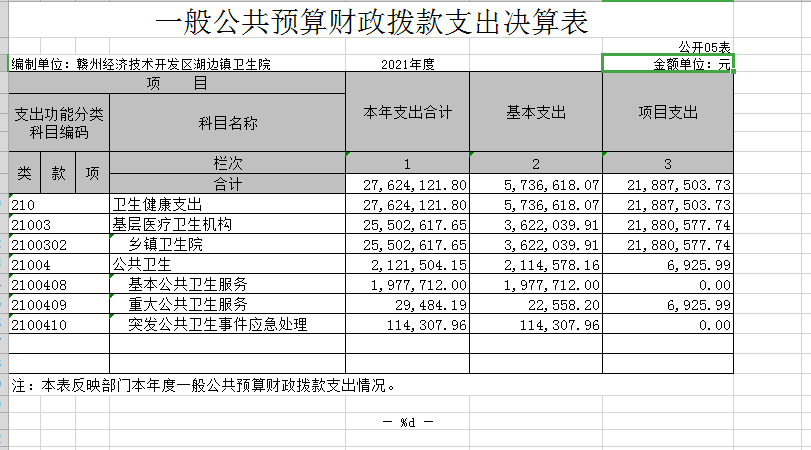 一般公共预算财政拨款支出决算表
公开05表
编制单位：赣州经济技术开发区湖边镇卫生院 2021年度 金额单位：元
项 目 本年支出合计 基本支出 项目支出
支出功能分类科目编码 科目名称
类 款 项 栏次 1 2 3
合计 27,624,121.80 5,736,618.07 21,887,503.73
210 卫生健康支出 27,624,121.80 5,736,618.07 21,887,503.73
21003 基层医疗卫生机构 25,502,617.65 3,622,039.91 21,880,577.74
2100302 乡镇卫生院 25,502,617.65 3,622,039.91 21,880,577.74
21004 公共卫生 2,121,504.15 2,114,578.16 6,925.99
2100408 基本公共卫生服务 1,977,712.00 1,977,712.00 0.00
2100409 重大公共卫生服务 29,484.19 22,558.20 6,925.99
2100410 突发公共卫生事件应急处理 114,307.96 114,307.96 0.00
注：本表反映部门本年度一般公共预算财政拨款支出情况。
— %d —